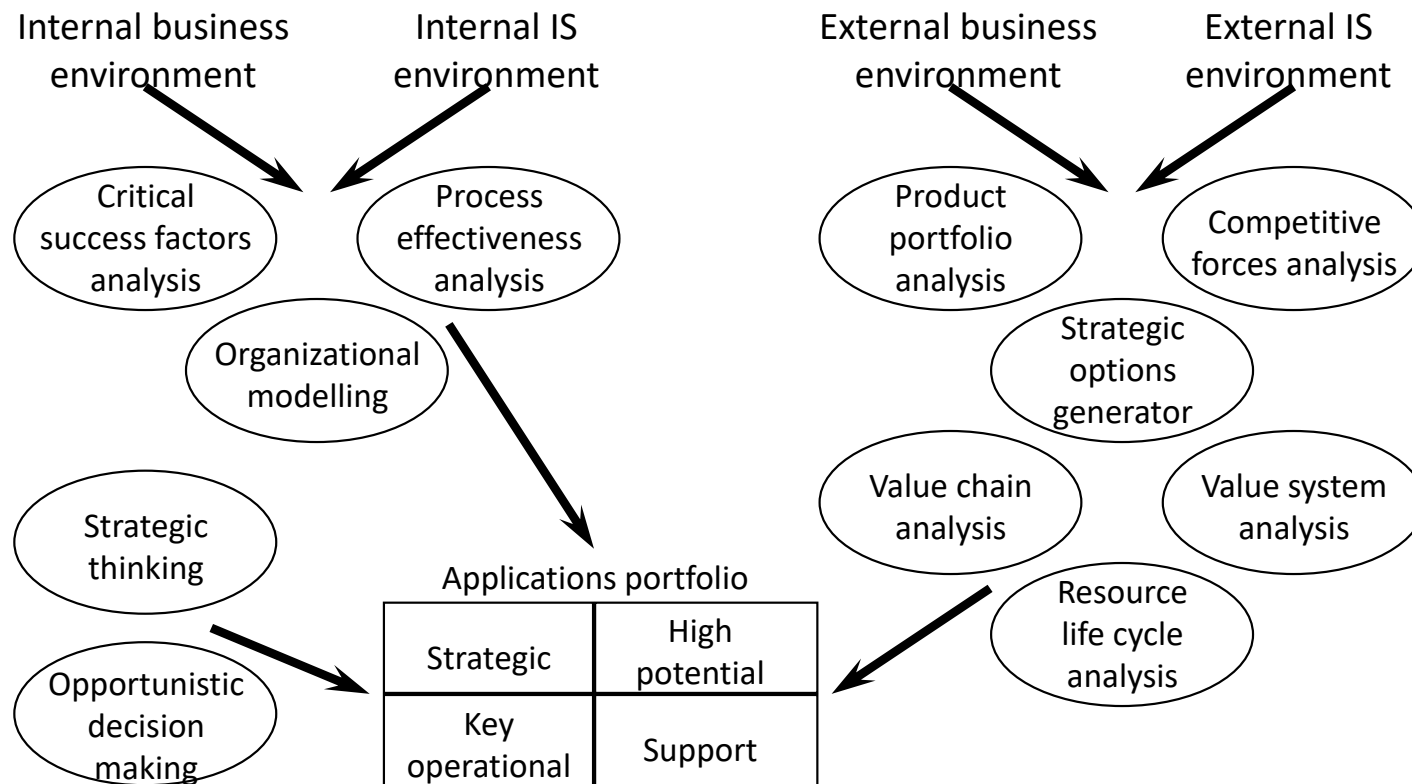 Internal business
environment
Internal IS
environment
External business
environment
External IS
environment
Critical
success factors
analysis
Process
effectiveness
analysis
Organizational
modelling
Product
portfolio
analysis
Competitive
forces analysis
Strategic
options
generator
Value chain
analysis
Value system
analysis
Resource
life cycle
analysis
Strategic
thinking
Opportunistic
decision
making
Applications portfolio
Strategic
High
potential
Key
operational
Support